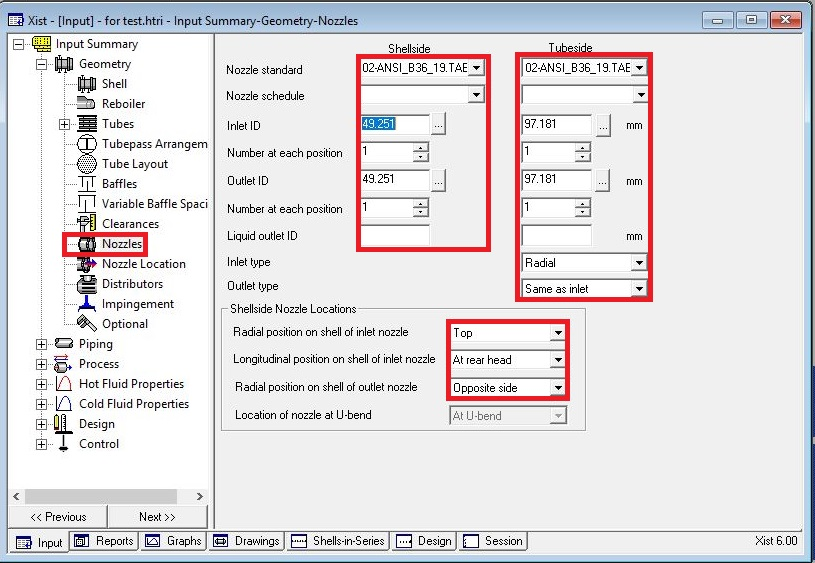 Xist - [Input] - for test.htri - Input Summary-Geometry-Nozzles
Input Summary
Geometry
Shell
Reboiler
Tubes
Tubepass Arrangem
Tube Layout
Baffles
Variable Baffle Spaci
Clearances
Nozzles
Nozzle Location
Distributors
Impingement
Optional
Piping
Process
Hot Fluid Properties
Cold Fluid Properties
Design
Control
<< Previous
Next >>
Shellside Tubeside
Nozzle standard 02-ANSI_B36_19.TAE 02-ANSI_B36_19.TAE
Nozzle schedule
Inlet ID 49.251 ... 97.181 ... mm
Number at each position 1 1
Outlet ID 49.251 ... 97.181 ... mm
Number at each position 1 1
Liquid outlet ID mm
Inlet type Radial
Outlet type Same as inlet
Shellside Nozzle Locations
Radial position on shell of inlet nozzle Top
Longitudinal position on shell of inlet nozzle At rear head
Radial position on shell of outlet nozzle Opposite side
Location of nozzle at U-bend At U-bend
Input Reports Graphs Drawings Shells-in-Series Design Session Xist 6.00